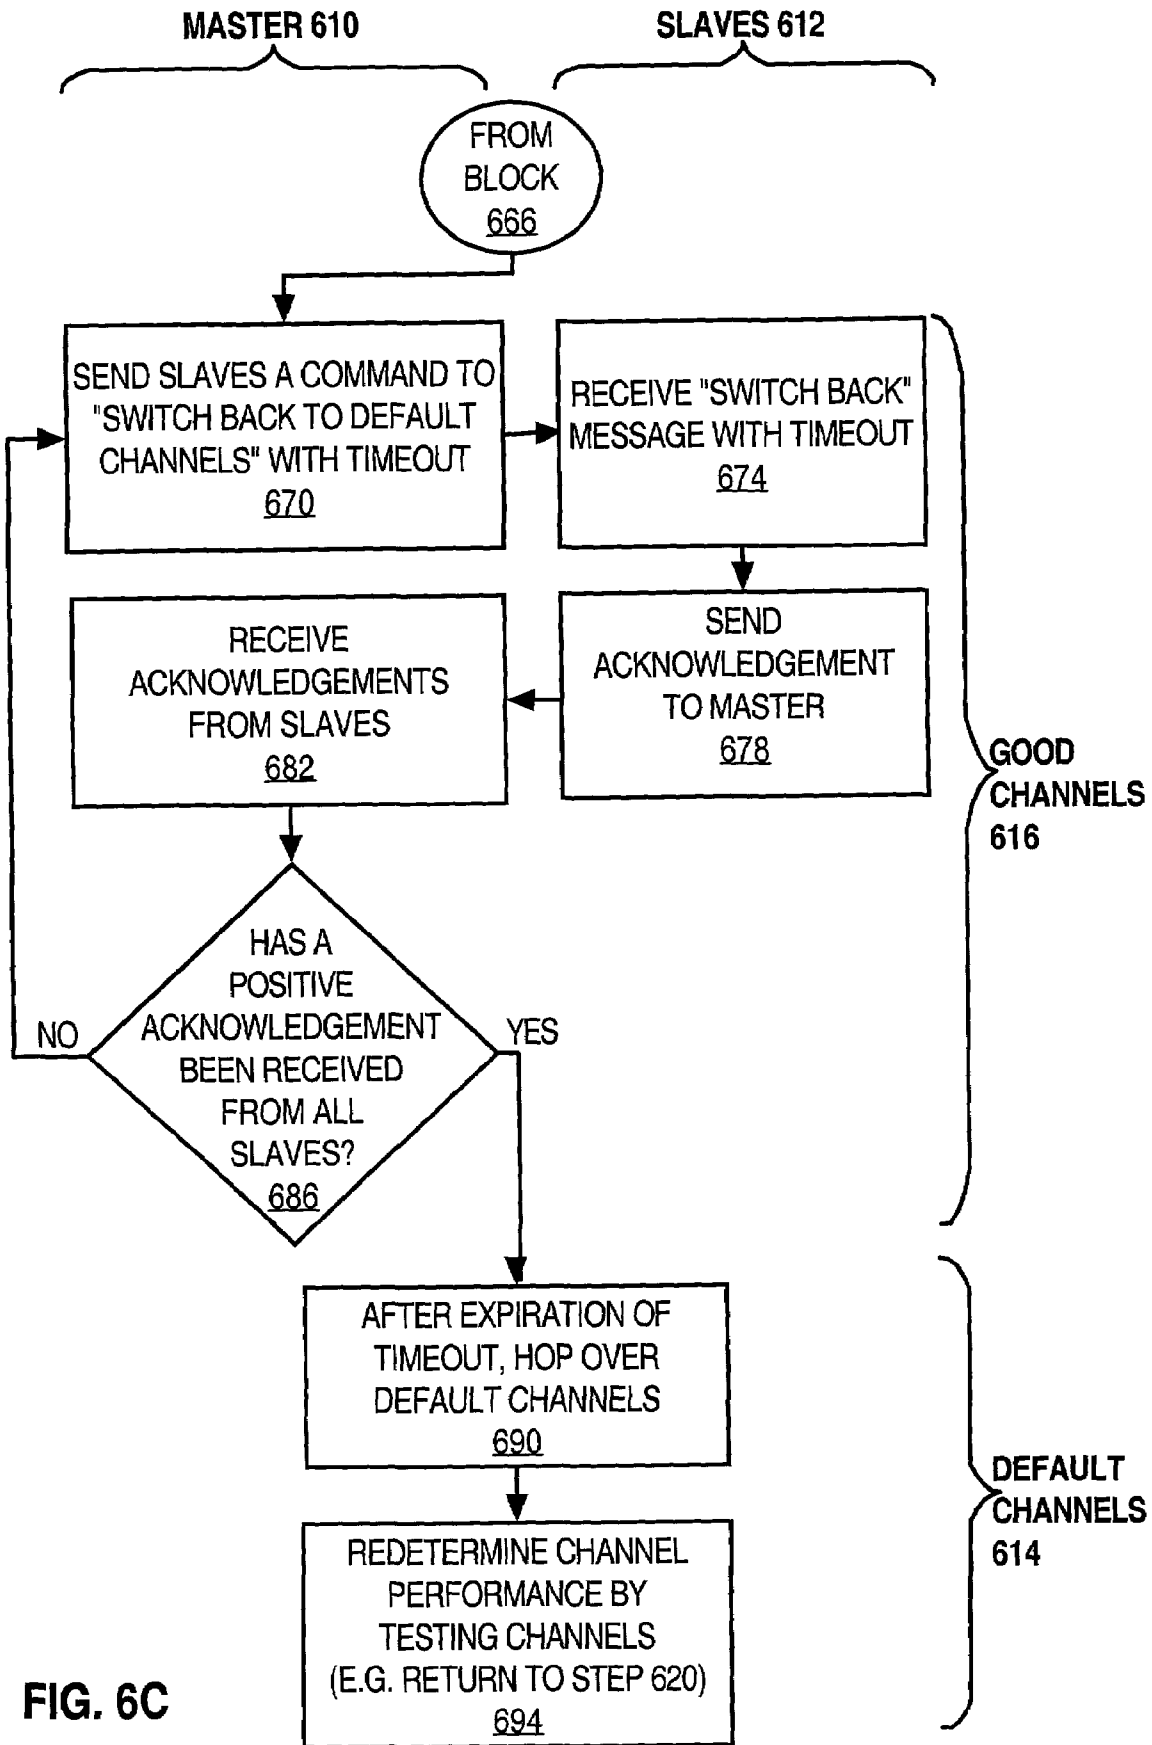 MASTER 610
SLAVES 612
FROM
BLOCK
666
SEND SLAVES A COMMAND TO
"SWITCH BACK TO DEFAULT
CHANNELS" WITH TIMEOUT
670
RECEIVE "SWITCH BACK"
MESSAGE WITH TIMEOUT
674
RECEIVE
ACKNOWLEDGEMENTS
FROM SLAVES
682
SEND
ACKNOWLEDGEMENT
TO MASTER
678
GOOD
CHANNELS
616
HAS A
POSITIVE
ACKNOWLEDGEMENT
BEEN RECEIVED
FROM ALL
SLAVES?
686
NO
YES
AFTER EXPIRATION OF
TIMEOUT, HOP OVER
DEFAULT CHANNELS
690
DEFAULT
CHANNELS
614
REDETERMINE CHANNEL
PERFORMANCE BY
TESTING CHANNELS
(E.G. RETURN TO STEP 620)
694
FIG. 6C